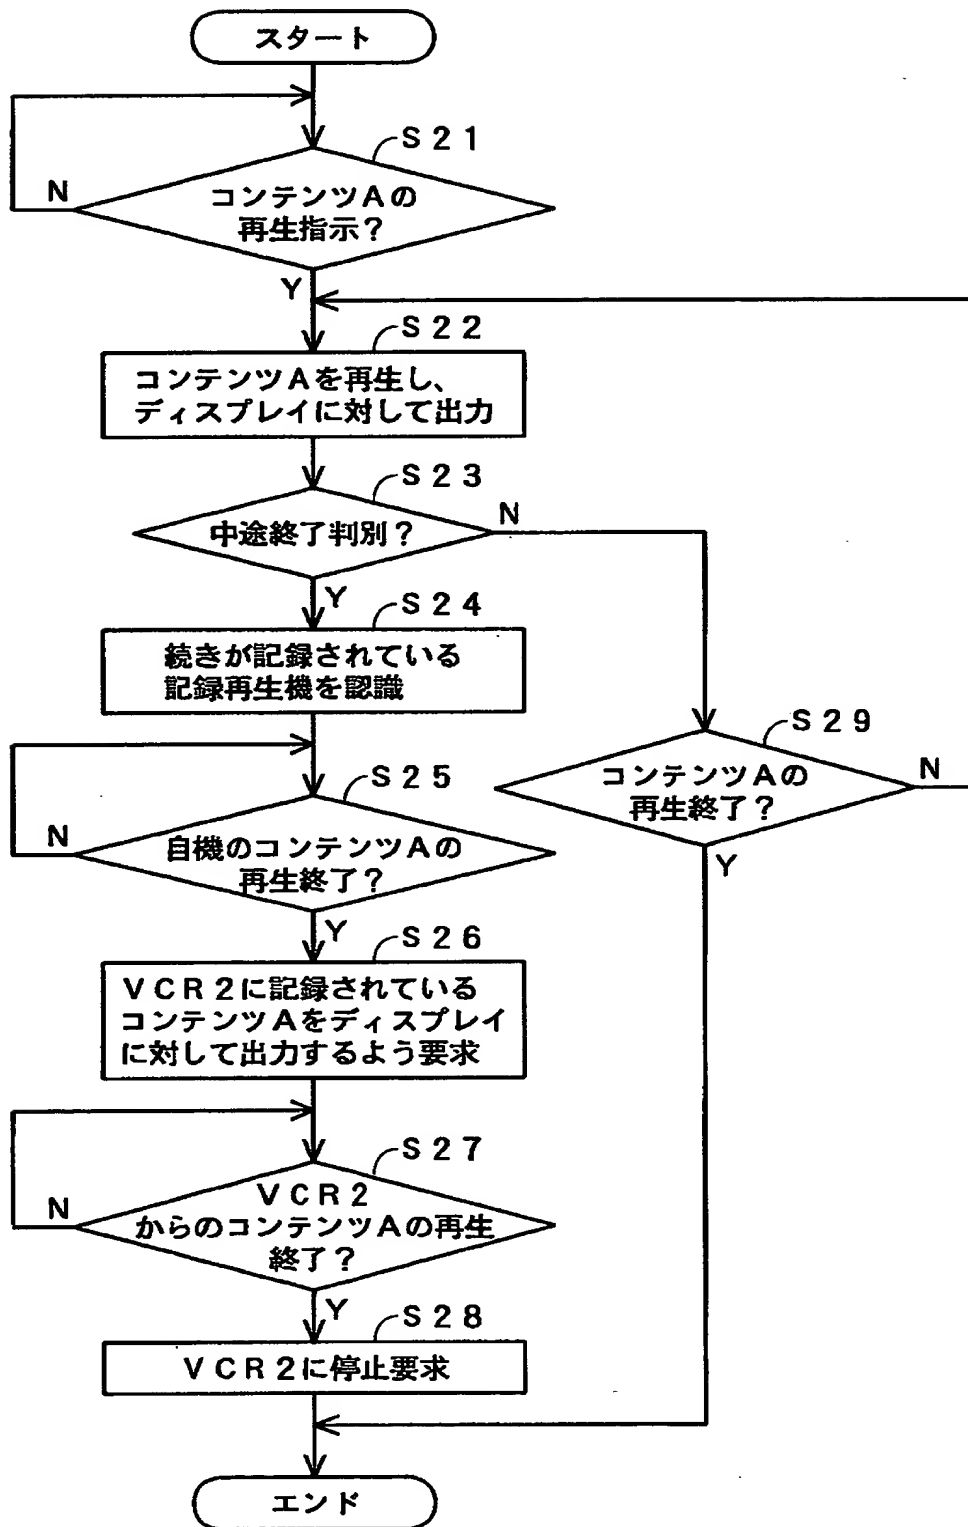 スタート
S21
コンテンツAの
再生指示?
N
Y
S22
コンテンツAを再生し、
ディスプレイに対して出力
S23
中途終了判別?
N
Y
S24
続きが記録されている
記録再生機を認識
S29
コンテンツAの
再生終了?
N
Y
S25
自機のコンテンツAの
再生終了?
N
Y
S26
VCR2に記録されている
コンテンツAをディスプレイ
に対して出力するよう要求
S27
VCR2
からのコンテンツAの再生
終了?
N
Y
S28
VCR2に停止要求
エンド